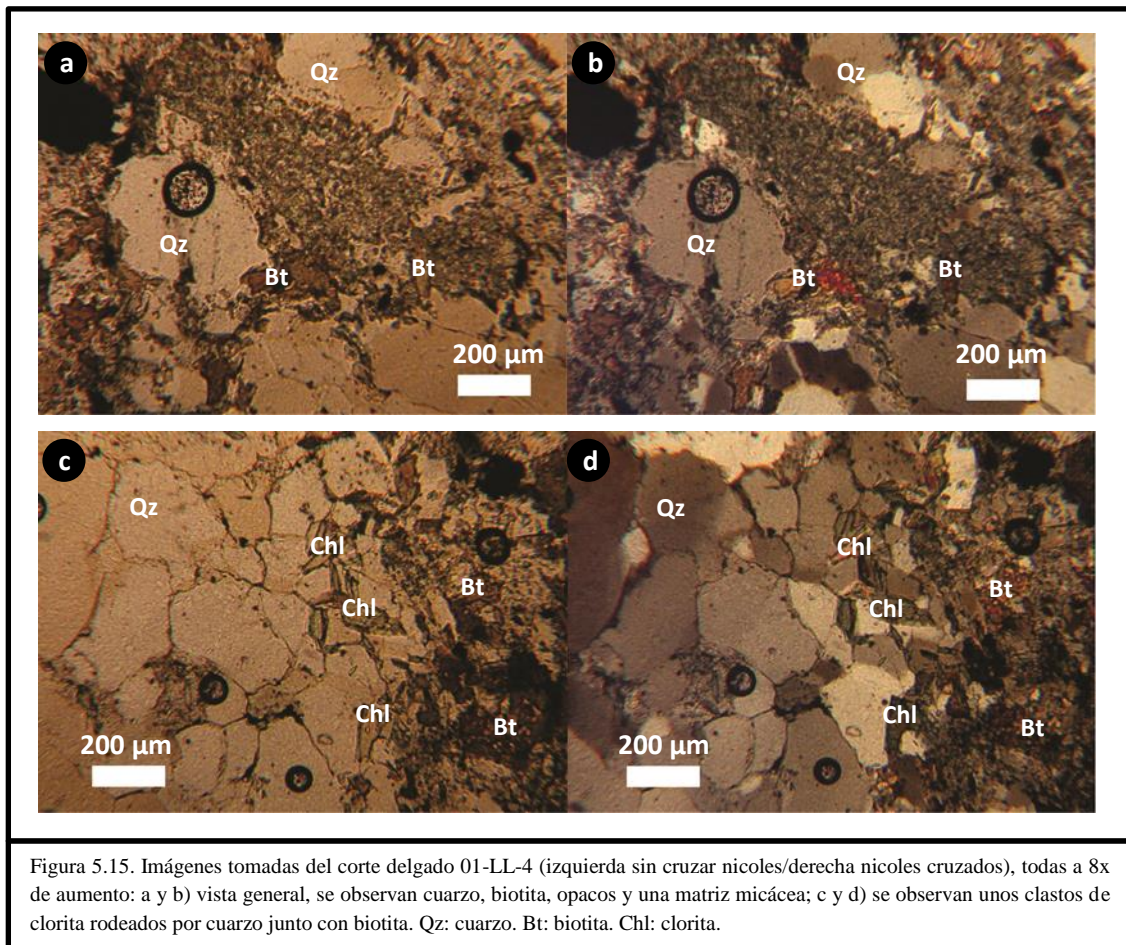 a
Qz
Qz
Bt
Bt
200 µm
b
Qz
Qz
Bt
Bt
200 µm
c
Qz
Chl
Chl
Bt
Chl
Bt
200 µm
d
Qz
Chl
Chl
Bt
Chl
Bt
200 µm
Figura 5.15. Imágenes tomadas del corte delgado 01-LL-4 (izquierda sin cruzar nicoles/derecha nicoles cruzados), todas a 8x
de aumento: a y b) vista general, se observan cuarzo, biotita, opacos y una matriz micácea; c y d) se observan unos clastos de
clorita rodeados por cuarzo junto con biotita. Qz: cuarzo. Bt: biotita. Chl: clorita.